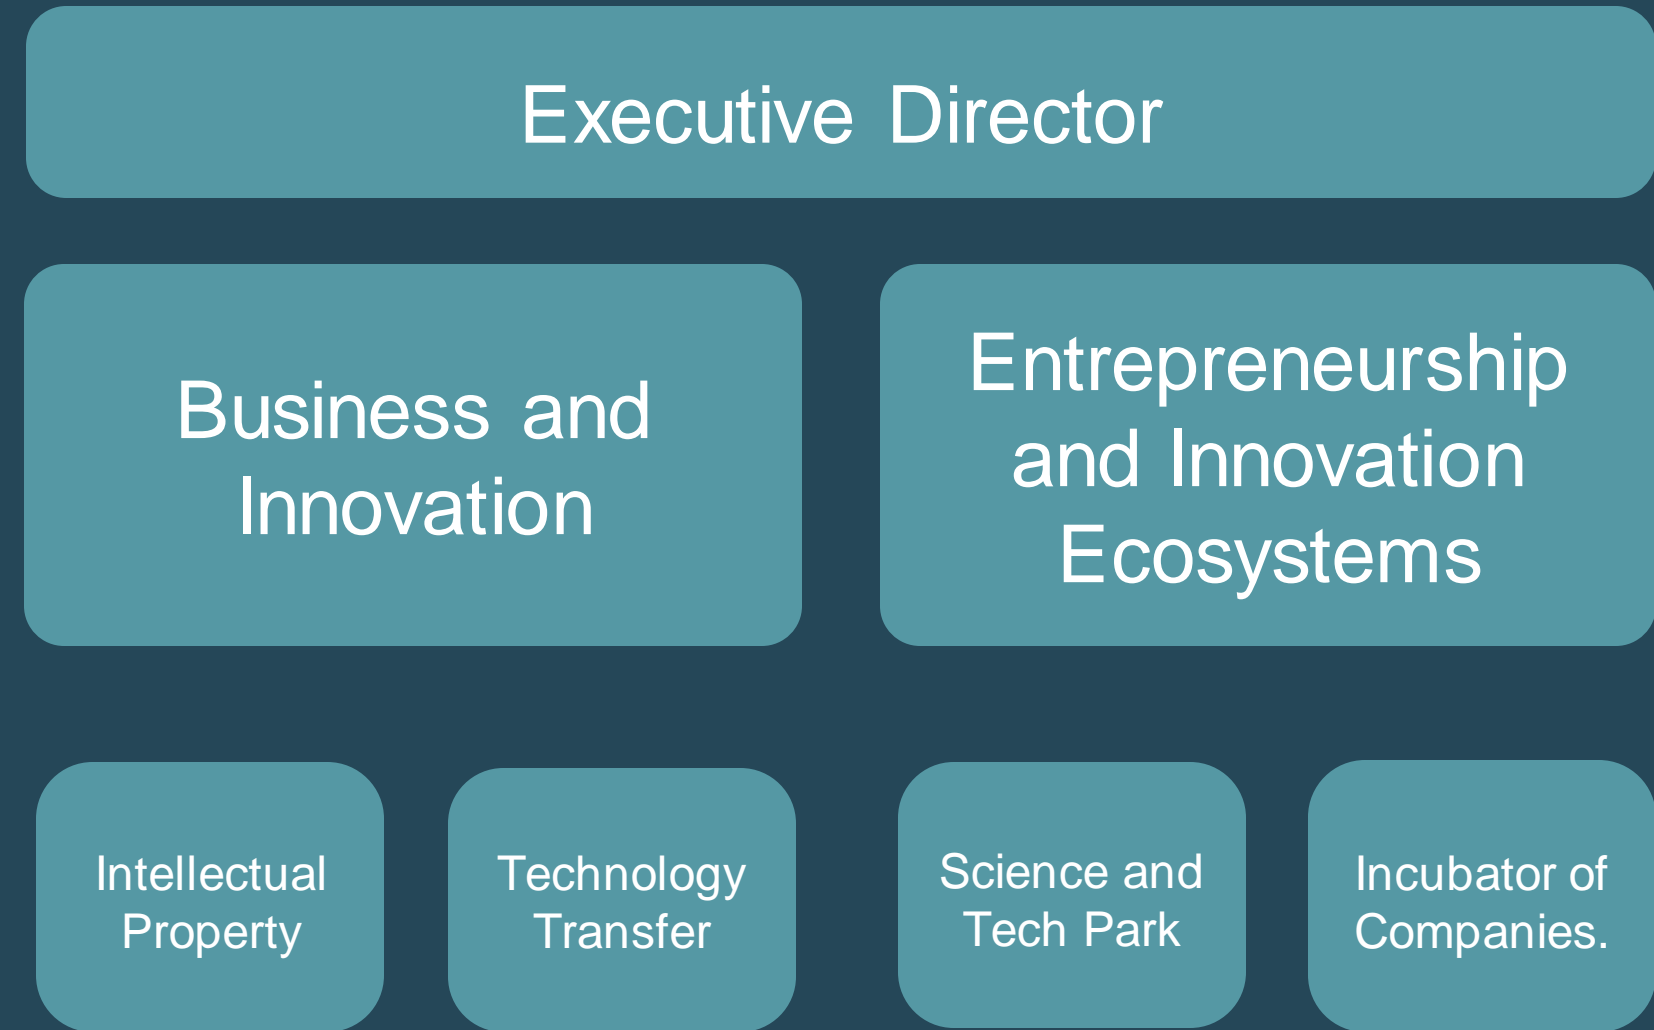 Executive Director
Business and
Innovation
Entrepreneurship
and Innovation
Ecosystems
Intellectual
Property
Technology
Transfer
Science and
Tech Park
Incubator of
Companies.